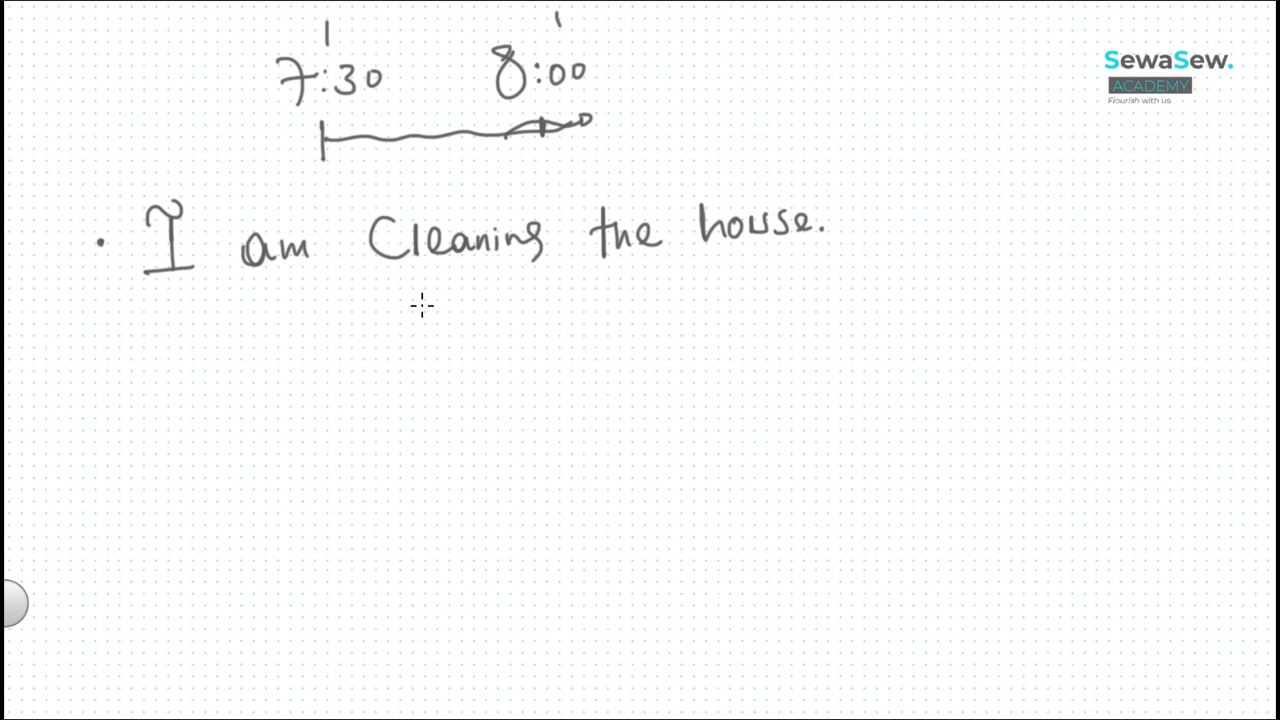 7:30 8:00
I am Cleaning the house.
SewaSew.
ACADEMY
Flourish with us